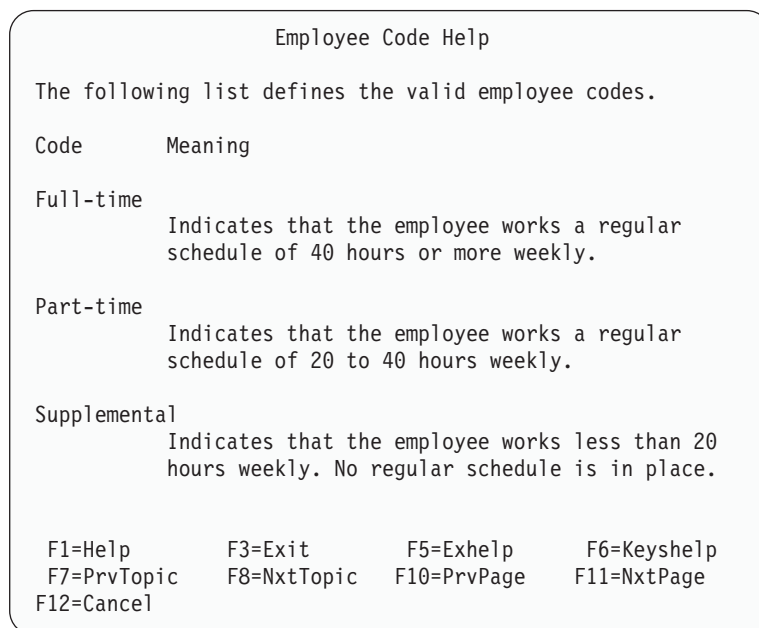 Employee Code Help
The following list defines the valid employee codes.
Code Meaning
Full-time
Indicates that the employee works a regular
schedule of 40 hours or more weekly.
Part-time
Indicates that the employee works a regular
schedule of 20 to 40 hours weekly.
Supplemental
Indicates that the employee works less than 20
hours weekly. No regular schedule is in place.
F1=Help F3=Exit F5=Exhelp F6=Keyshelp
F7=PrvTopic F8=NxtTopic F10=PrvPage F11=NxtPage
F12=Cancel